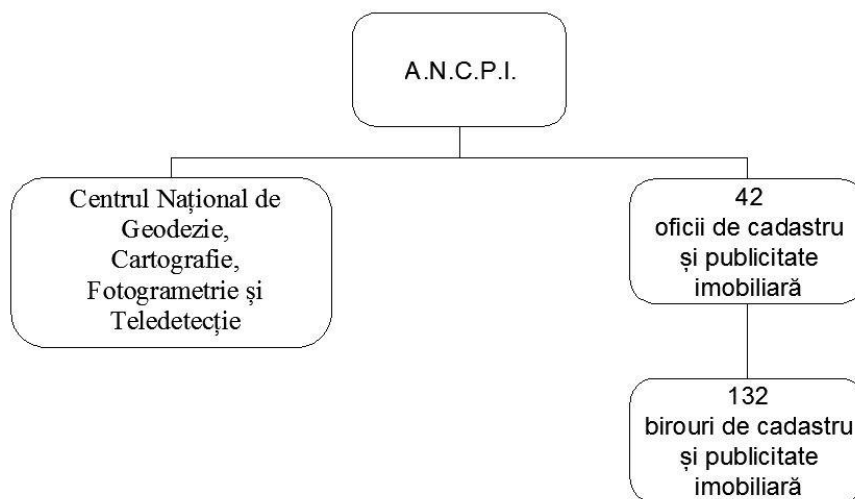 A.N.C.P.I.
Centrul Național de
Geodezie,
Cartografie,
Fotogrametrie și
Teledetecție
42
oficii de cadastru
și publicitate
imobiliară
132
birouri de cadastru
și publicitate
imobiliară